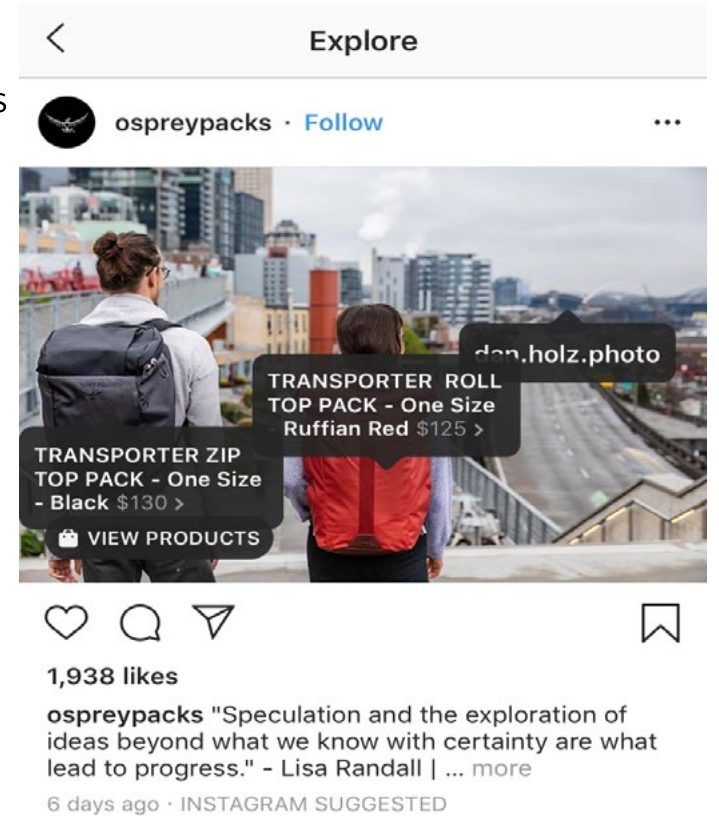 Explore
s
ospreypacks · Follow
dan.holz.photo
TRANSPORTER ROLL
TOP PACK - One Size
- Ruffian Red $125 >
TRANSPORTER ZIP
TOP PACK - One Size
- Black $130 >
VIEW PRODUCTS
1,938 likes
ospreypacks "Speculation and the exploration of
ideas beyond what we know with certainty are what
lead to progress." - Lisa Randall | ... more
6 days ago · INSTAGRAM SUGGESTED